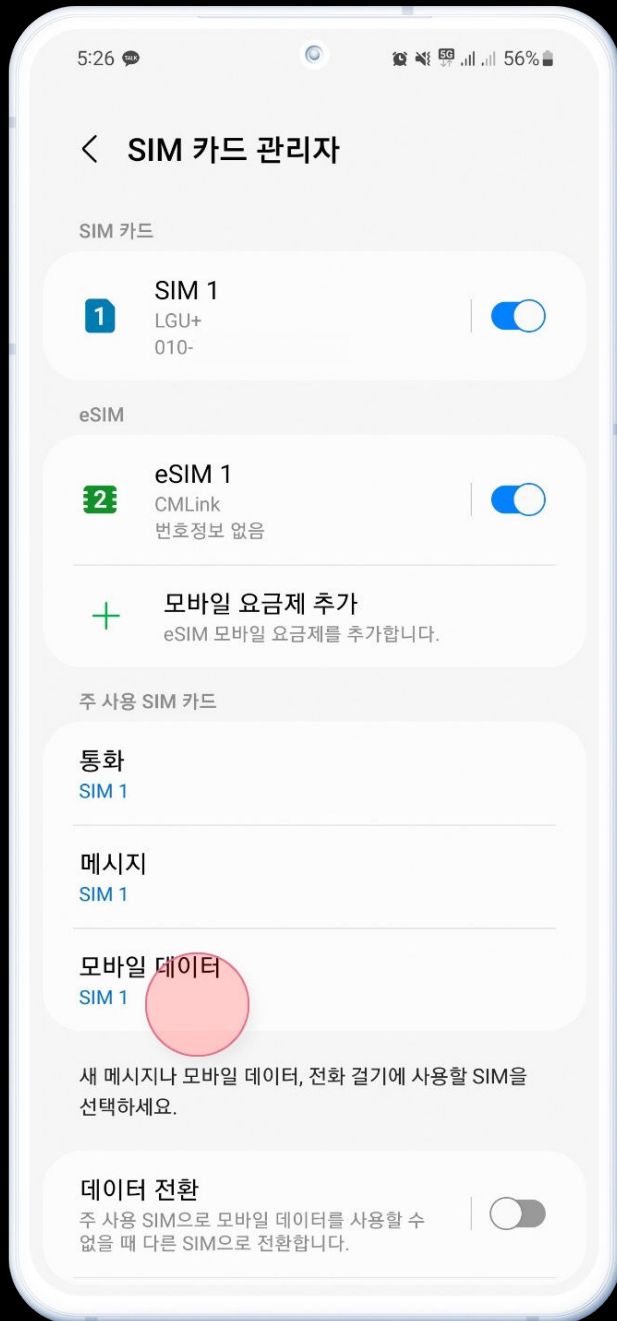 5:26 TALK 5G 56%
SIM 카드 관리자
SIM 카드
1
SIM 1
LGU+
010-
eSIM
2
eSIM 1
CMLink
번호정보 없음
모바일 요금제 추가
eSIM 모바일 요금제를 추가합니다.
주 사용 SIM 카드
통화
SIM 1
메시지
SIM 1
모바일 데이터
SIM 1
새 메시지나 모바일 데이터, 전화 걸기에 사용할 SIM을
선택하세요.
데이터 전환
주 사용 SIM으로 모바일 데이터를 사용할 수
없을 때 다른 SIM으로 전환합니다.